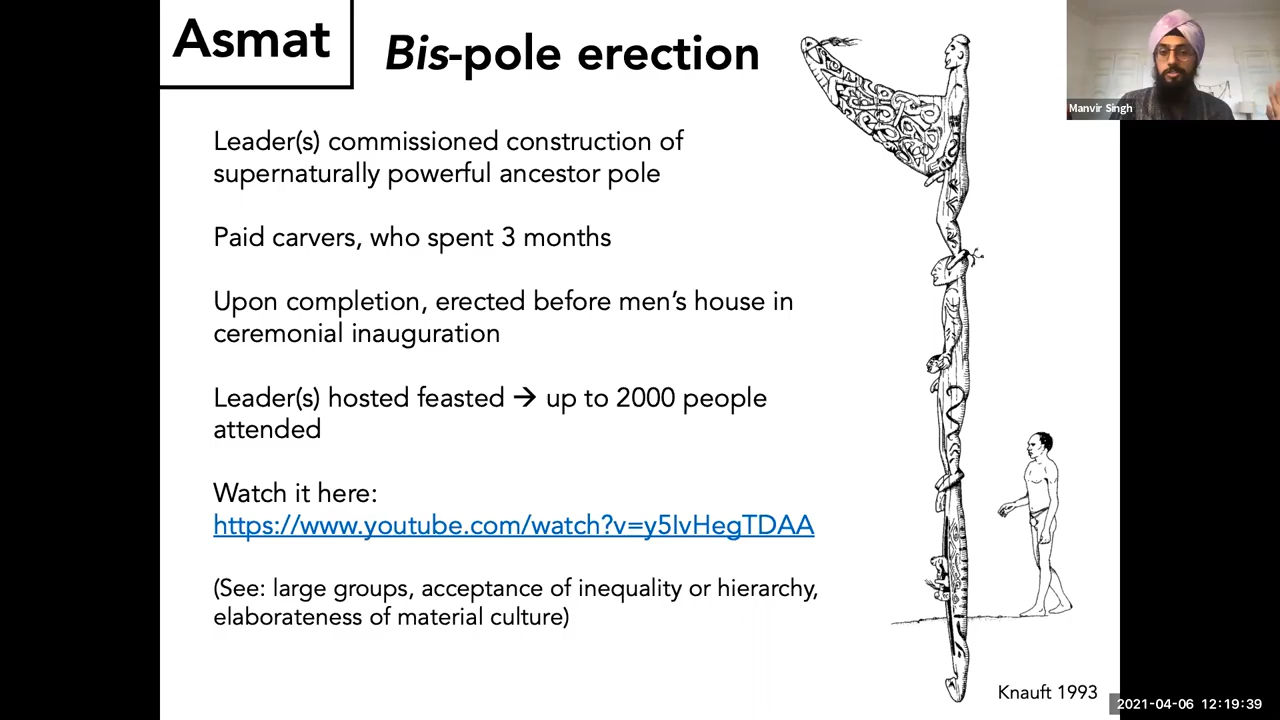 Asmat
Bis-pole erection
Manvir Singh
Leader(s) commissioned construction of
supernaturally powerful ancestor pole
Paid carvers, who spent 3 months
Upon completion, erected before men’s house in
ceremonial inauguration
Leader(s) hosted feasted → up to 2000 people
attended
Watch it here:
https://www.youtube.com/watch?v=y5IvHegTDAA
(See: large groups, acceptance of inequality or hierarchy,
elaborateness of material culture)
Knauft 1993
2021-04-06 12:19:39